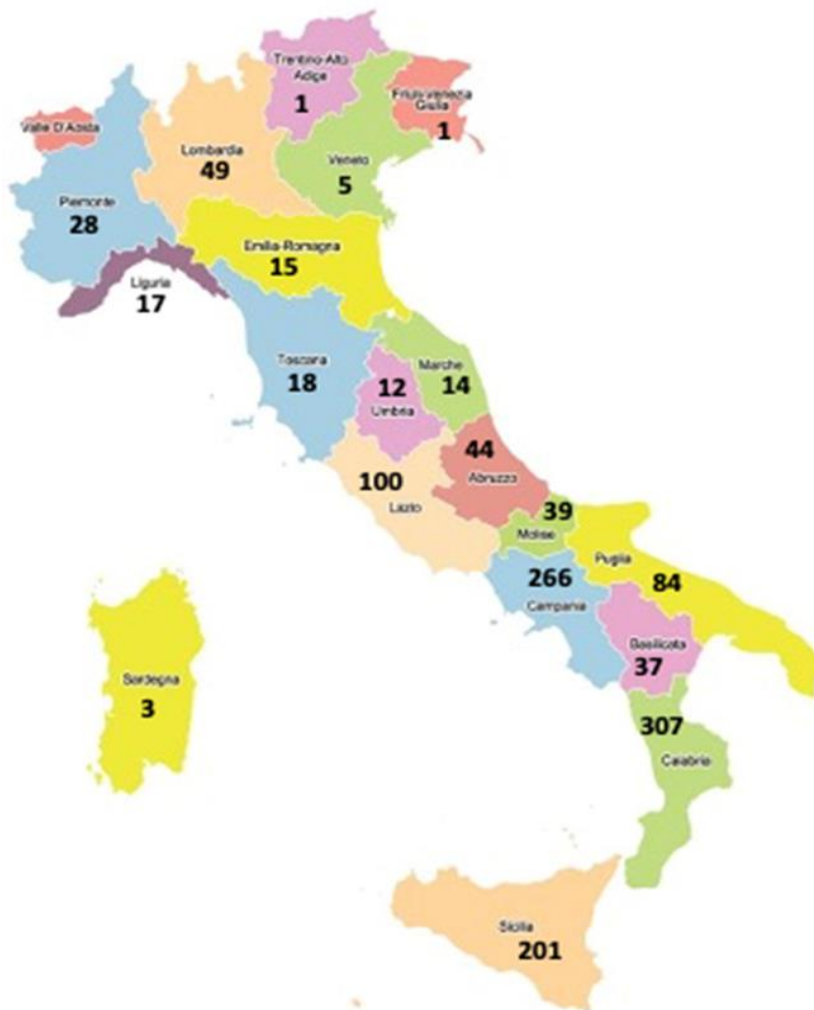 Trentino-Alto
Adige
1
Friuli-Venezia
Giulia
1
Valle D'Aosta
Lombardia
49
Veneto
5
Piemonte
28
Emilia-Romagna
15
Liguria
17
Toscana
18
12
Umbria
Marche
14
44
Abruzzo
100
Lazio
39
Molise
Puglia
84
266
Campania
Basilicata
37
Sardegna
3
307
Calabria
Sicilia
201